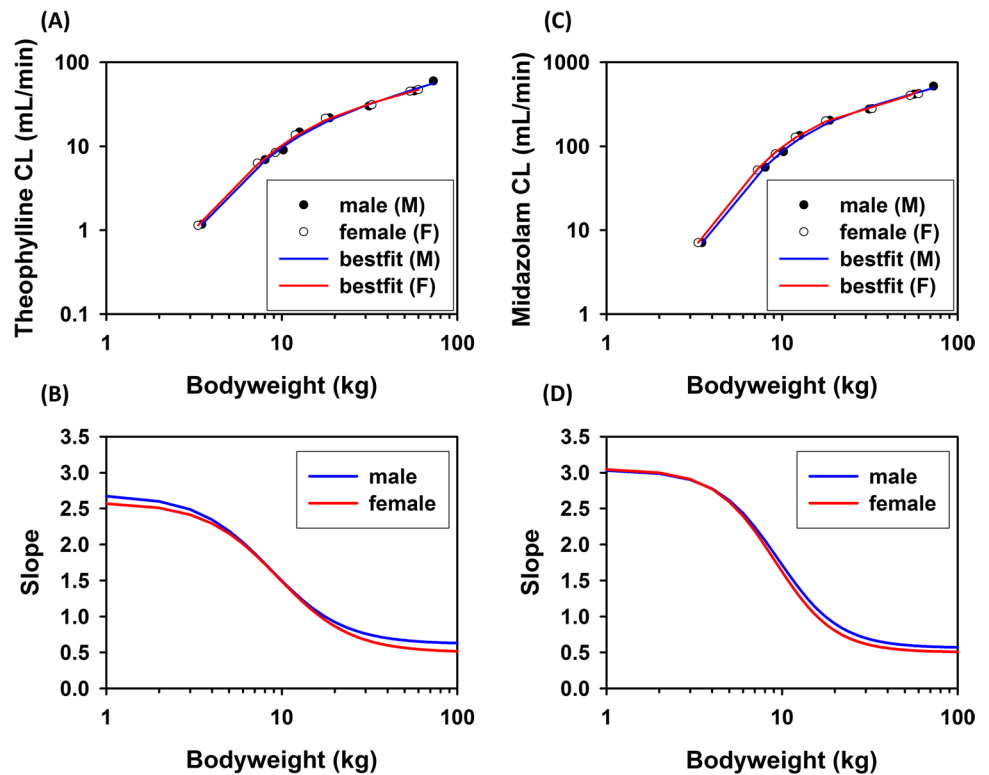 (A)
Theophylline CL (mL/min)
100
10
1
0.1
male (M)
female (F)
bestfit (M)
bestfit (F)
1
10
100
Bodyweight (kg)
(C)
Midazolam CL (mL/min)
1000
100
10
1
male (M)
female (F)
bestfit (M)
bestfit (F)
1
10
100
Bodyweight (kg)
(B)
Slope
3.5
3.0
2.5
2.0
1.5
1.0
0.5
0.0
male
female
1
10
100
Bodyweight (kg)
(D)
Slope
3.5
3.0
2.5
2.0
1.5
1.0
0.5
0.0
male
female
1
10
100
Bodyweight (kg)